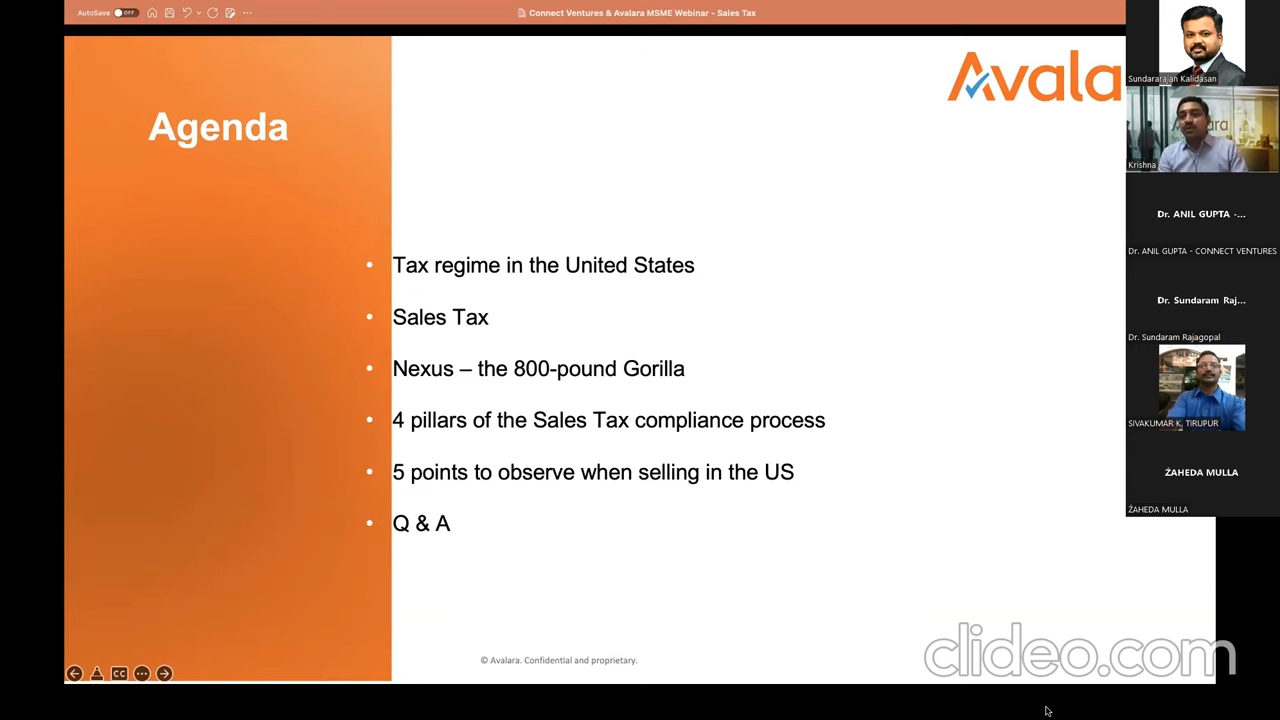 AutoSave OFF
Connect Ventures & Avalara MSME Webinar - Sales Tax
Agenda
Avala
• Tax regime in the United States
• Sales Tax
• Nexus – the 800-pound Gorilla
• 4 pillars of the Sales Tax compliance process
• 5 points to observe when selling in the US
• Q & A
© Avalara. Confidential and proprietary.
CC
clideo.com
Sundararajan Kalidasan
Krishna
Dr. ANIL GUPTA -...
Dr. ANIL GUPTA - CONNECT VENTURES
Dr. Sundaram Raj...
Dr. Sundaram Rajagopal
SIVAKUMAR K. TIRUPUR
ŻAHEDA MULLA
ŻAHEDA MULLA